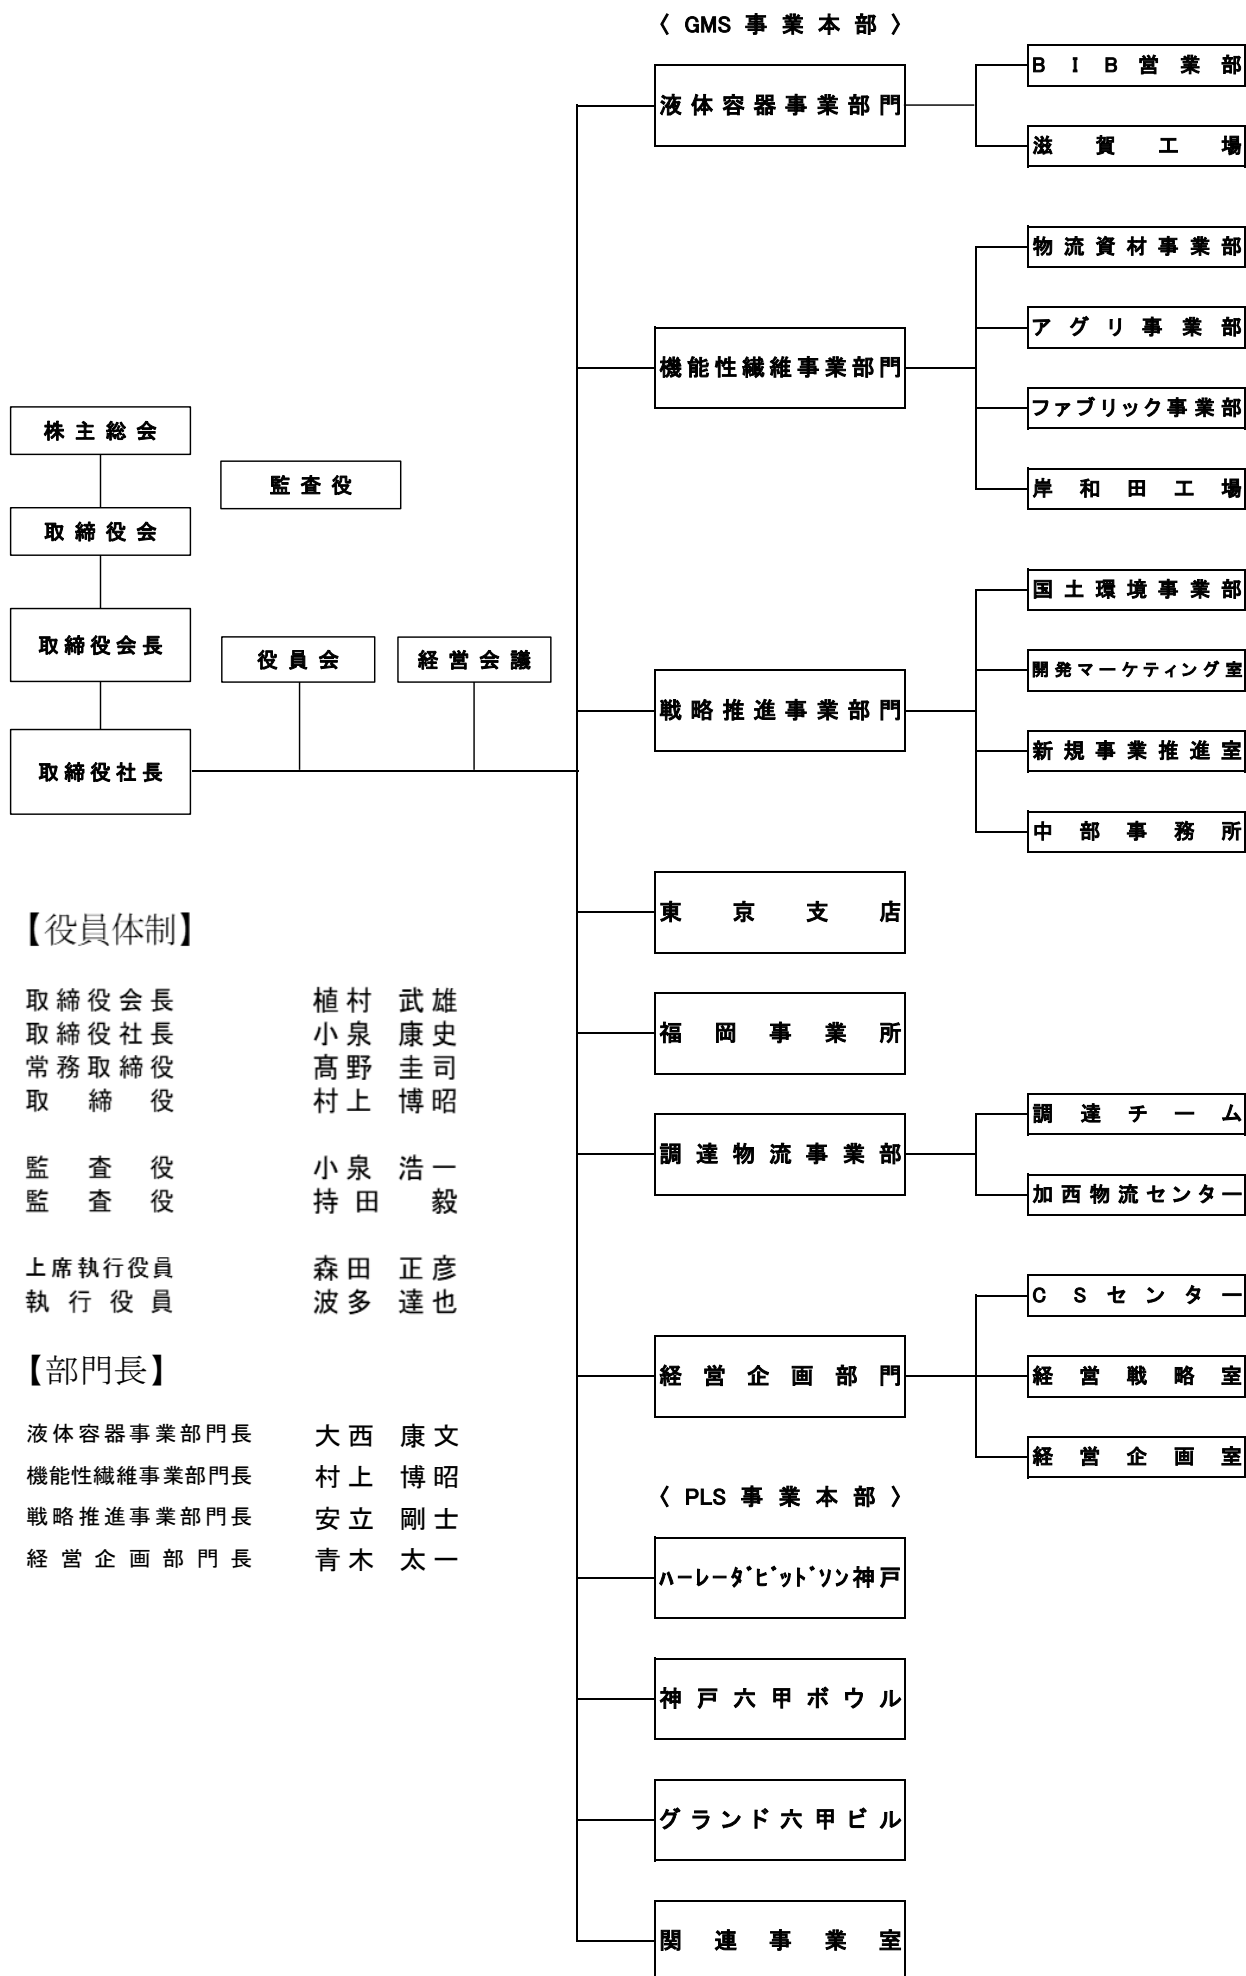 〈 GMS 事 業 本 部 〉
液体容器事業部門
B I B 営業部
滋賀工場
機能性繊維事業部門
物流資材事業部
アグリ事業部
ファブリック事業部
岸和田工場
株主総会
監査役
取締役会
取締役会長
役員会
経営会議
取締役社長
戦略推進事業部門
国土環境事業部
開発マーケティング室
新規事業推進室
中部事務所
東京支店
福岡事業所
調達物流事業部
調達チーム
加西物流センター
経営企画部門
C S センター
経営戦略室
経営企画室
〈 PLS 事 業 本 部 〉
ハーレーダビットソン神戸
神戸六甲ボウル
グランド六甲ビル
関連事業室
【役員体制】
取締役会長 植村 武雄
取締役社長 小泉 康史
常務取締役 髙野 圭司
取締役 村上 博昭
監査役 小泉 浩一
監査役 持田 毅
上席執行役員 森田 正彦
執行役員 波多 達也
【部門長】
液体容器事業部門長 大西 康文
機能性繊維事業部門長 村上 博昭
戦略推進事業部門長 安立 剛士
経営企画部門長 青木 太一